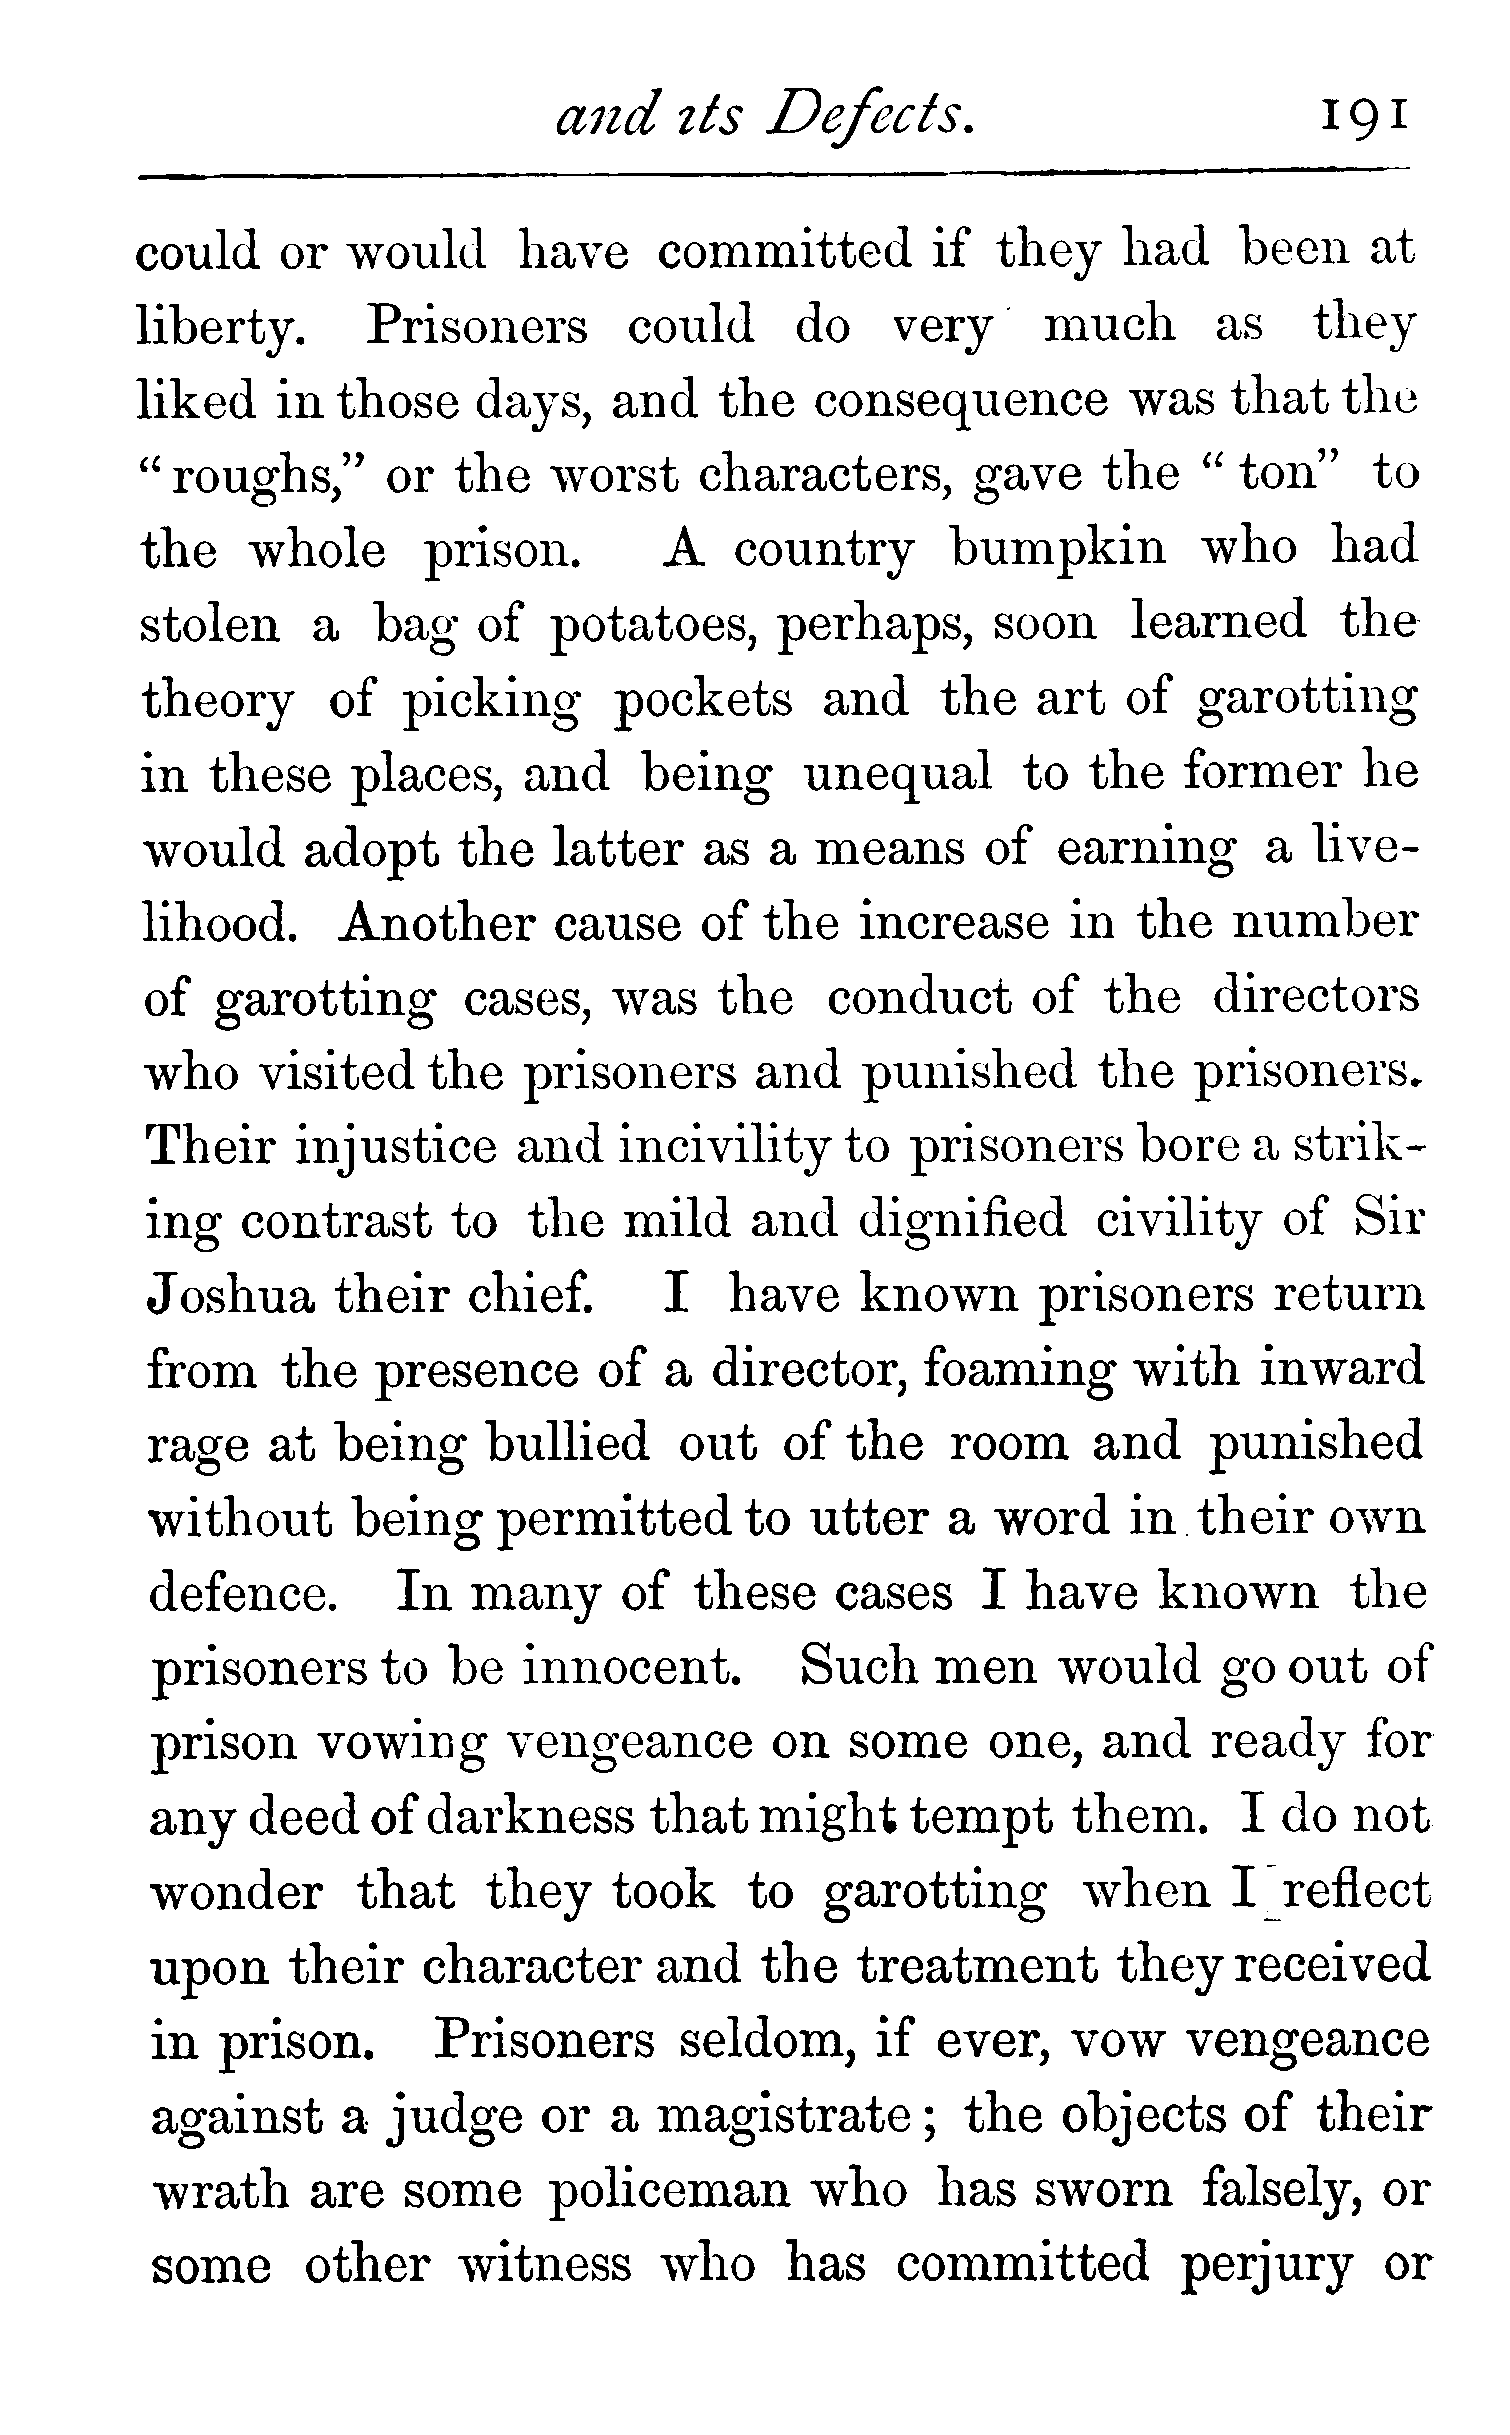 and its Defects. 191
could or would have committed if they had been at
liberty. Prisoners could do very much as they
liked in those days, and the consequence was that the
“roughs,” or the worst characters, gave the “ton” to
the whole prison. A country bumpkin who had
stolen a bag of potatoes, perhaps, soon learned the
theory of picking pockets and the art of garotting
in these places, and being unequal to the former he
would adopt the latter as a means of earning a live-
lihood. Another cause of the increase in the number
of garotting cases, was the conduct of the directors
who visited the prisoners and punished the prisoners.
Their injustice and incivility to prisoners bore a strik-
ing contrast to the mild and dignified civility of Sir
Joshua their chief. I have known prisoners return
from the presence of a director, foaming with inward
rage at being bullied out of the room and punished
without being permitted to utter a word in their own
defence. In many of these cases I have known the
prisoners to be innocent. Such men would go out of
prison vowing vengeance on some one, and ready for
any deed of darkness that might tempt them. I do not
wonder that they took to garotting when I reflect
upon their character and the treatment they received
in prison. Prisoners seldom, if ever, vow vengeance
against a judge or a magistrate; the objects of their
wrath are some policeman who has sworn falsely, or
some other witness who has committed perjury or